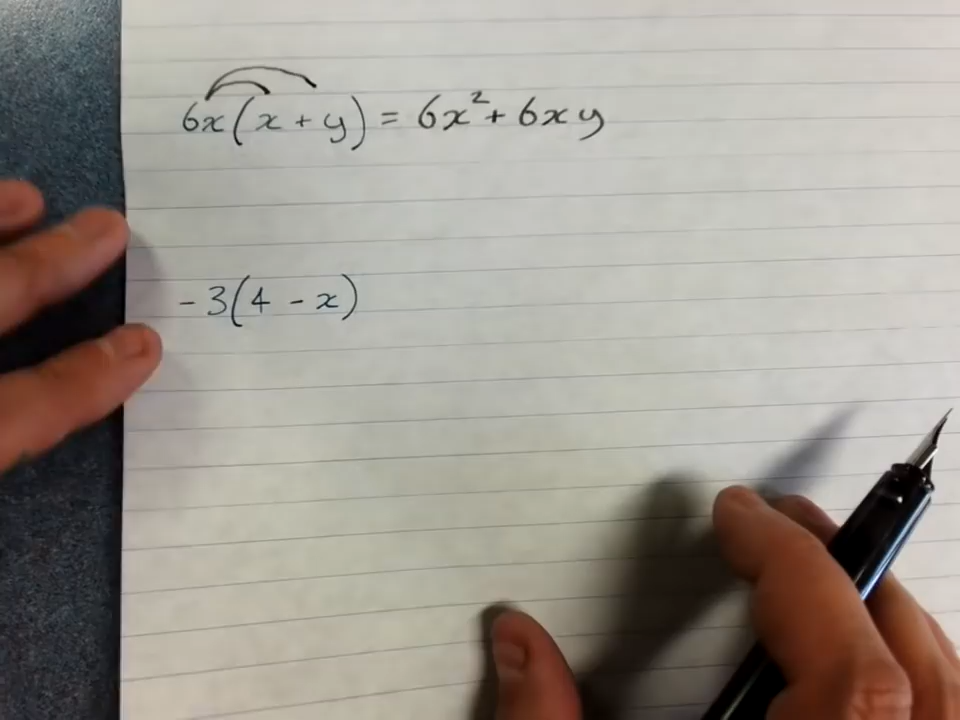 6x(x + y) = 6x² + 6xy
- 3(4 - x)